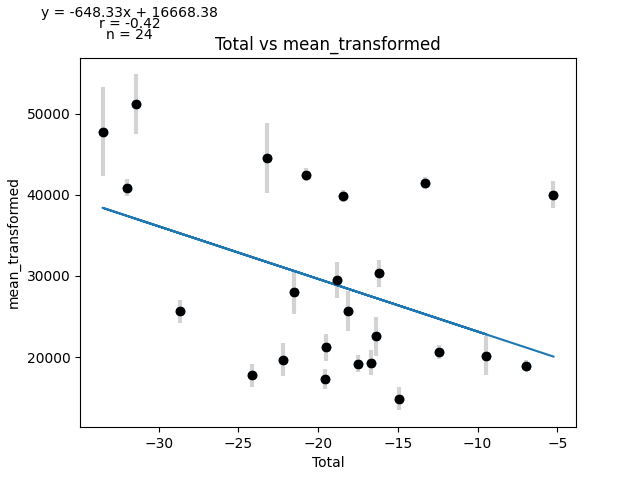 y = -648.33x + 16668.38
r = -0.42
n = 24
Total vs mean_transformed
50000
40000
30000
20000
mean_transformed
−30
−25
−20
−15
−10
−5
Total